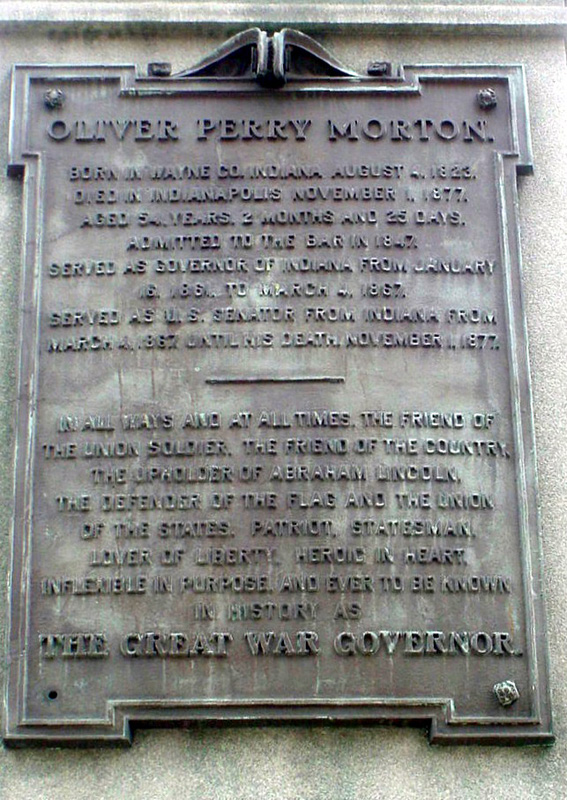 OLIVER PERRY MORTON.
BORN IN WAYNE CO. INDIANA AUGUST 4, 1823.
DIED IN INDIANAPOLIS NOVEMBER 1, 1877.
AGED 54, YEARS, 2 MONTHS AND 25 DAYS,
ADMITTED TO THE BAR IN 1847.
SERVED AS GOVERNOR OF INDIANA FROM JANUARY
16, 1861, TO MARCH 4, 1867.
SERVED AS U.S. SENATOR FROM INDIANA FROM
MARCH 4, 1867 UNTIL HIS DEATH, NOVEMBER 1, 1877.
IN ALL WAYS AND AT ALL TIMES, THE FRIEND OF
THE UNION SOLDIER, THE FRIEND OF THE COUNTRY,
THE UPHOLDER OF ABRAHAM LINCOLN,
THE DEFENDER OF THE FLAG AND THE UNION
OF THE STATES. PATRIOT, STATESMAN,
LOVER OF LIBERTY, HEROIC IN HEART,
INFLEXIBLE IN PURPOSE, AND EVER TO BE KNOWN
IN HISTORY AS
THE GREAT WAR GOVERNOR.